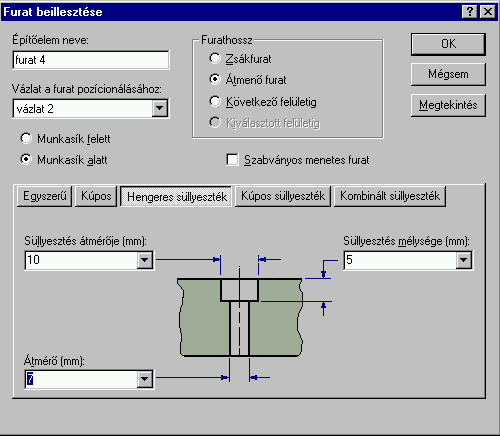 Furat beillesztése
Építőelem neve:
furat 4
Vázlat a furat pozícionálásához:
vázlat 2
Munkasík felett
Munkasík alatt
Furathossz
Zsákfurat
Átmenő furat
Következő felületig
Kiválasztott felületig
Szabványos menetes furat
OK
Mégsem
Megtekintés
Egyszerű
Kúpos
Hengeres süllyeszték
Kúpos süllyeszték
Kombinált süllyeszték
Süllyesztés átmérője (mm):
10
Süllyesztés mélysége (mm):
5
Átmérő (mm):
7